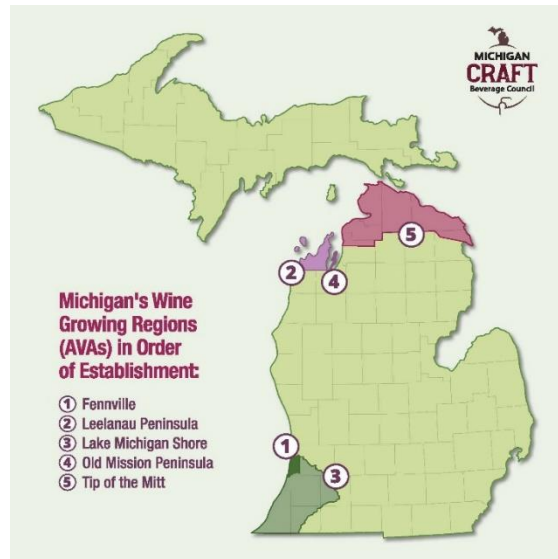 MICHIGAN
CRAFT
Beverage Council
5
2
4
Michigan's Wine
Growing Regions
(AVAs) in Order
of Establishment:
1 Fennville
2 Leelanau Peninsula
3 Lake Michigan Shore
4 Old Mission Peninsula
5 Tip of the Mitt
1
3